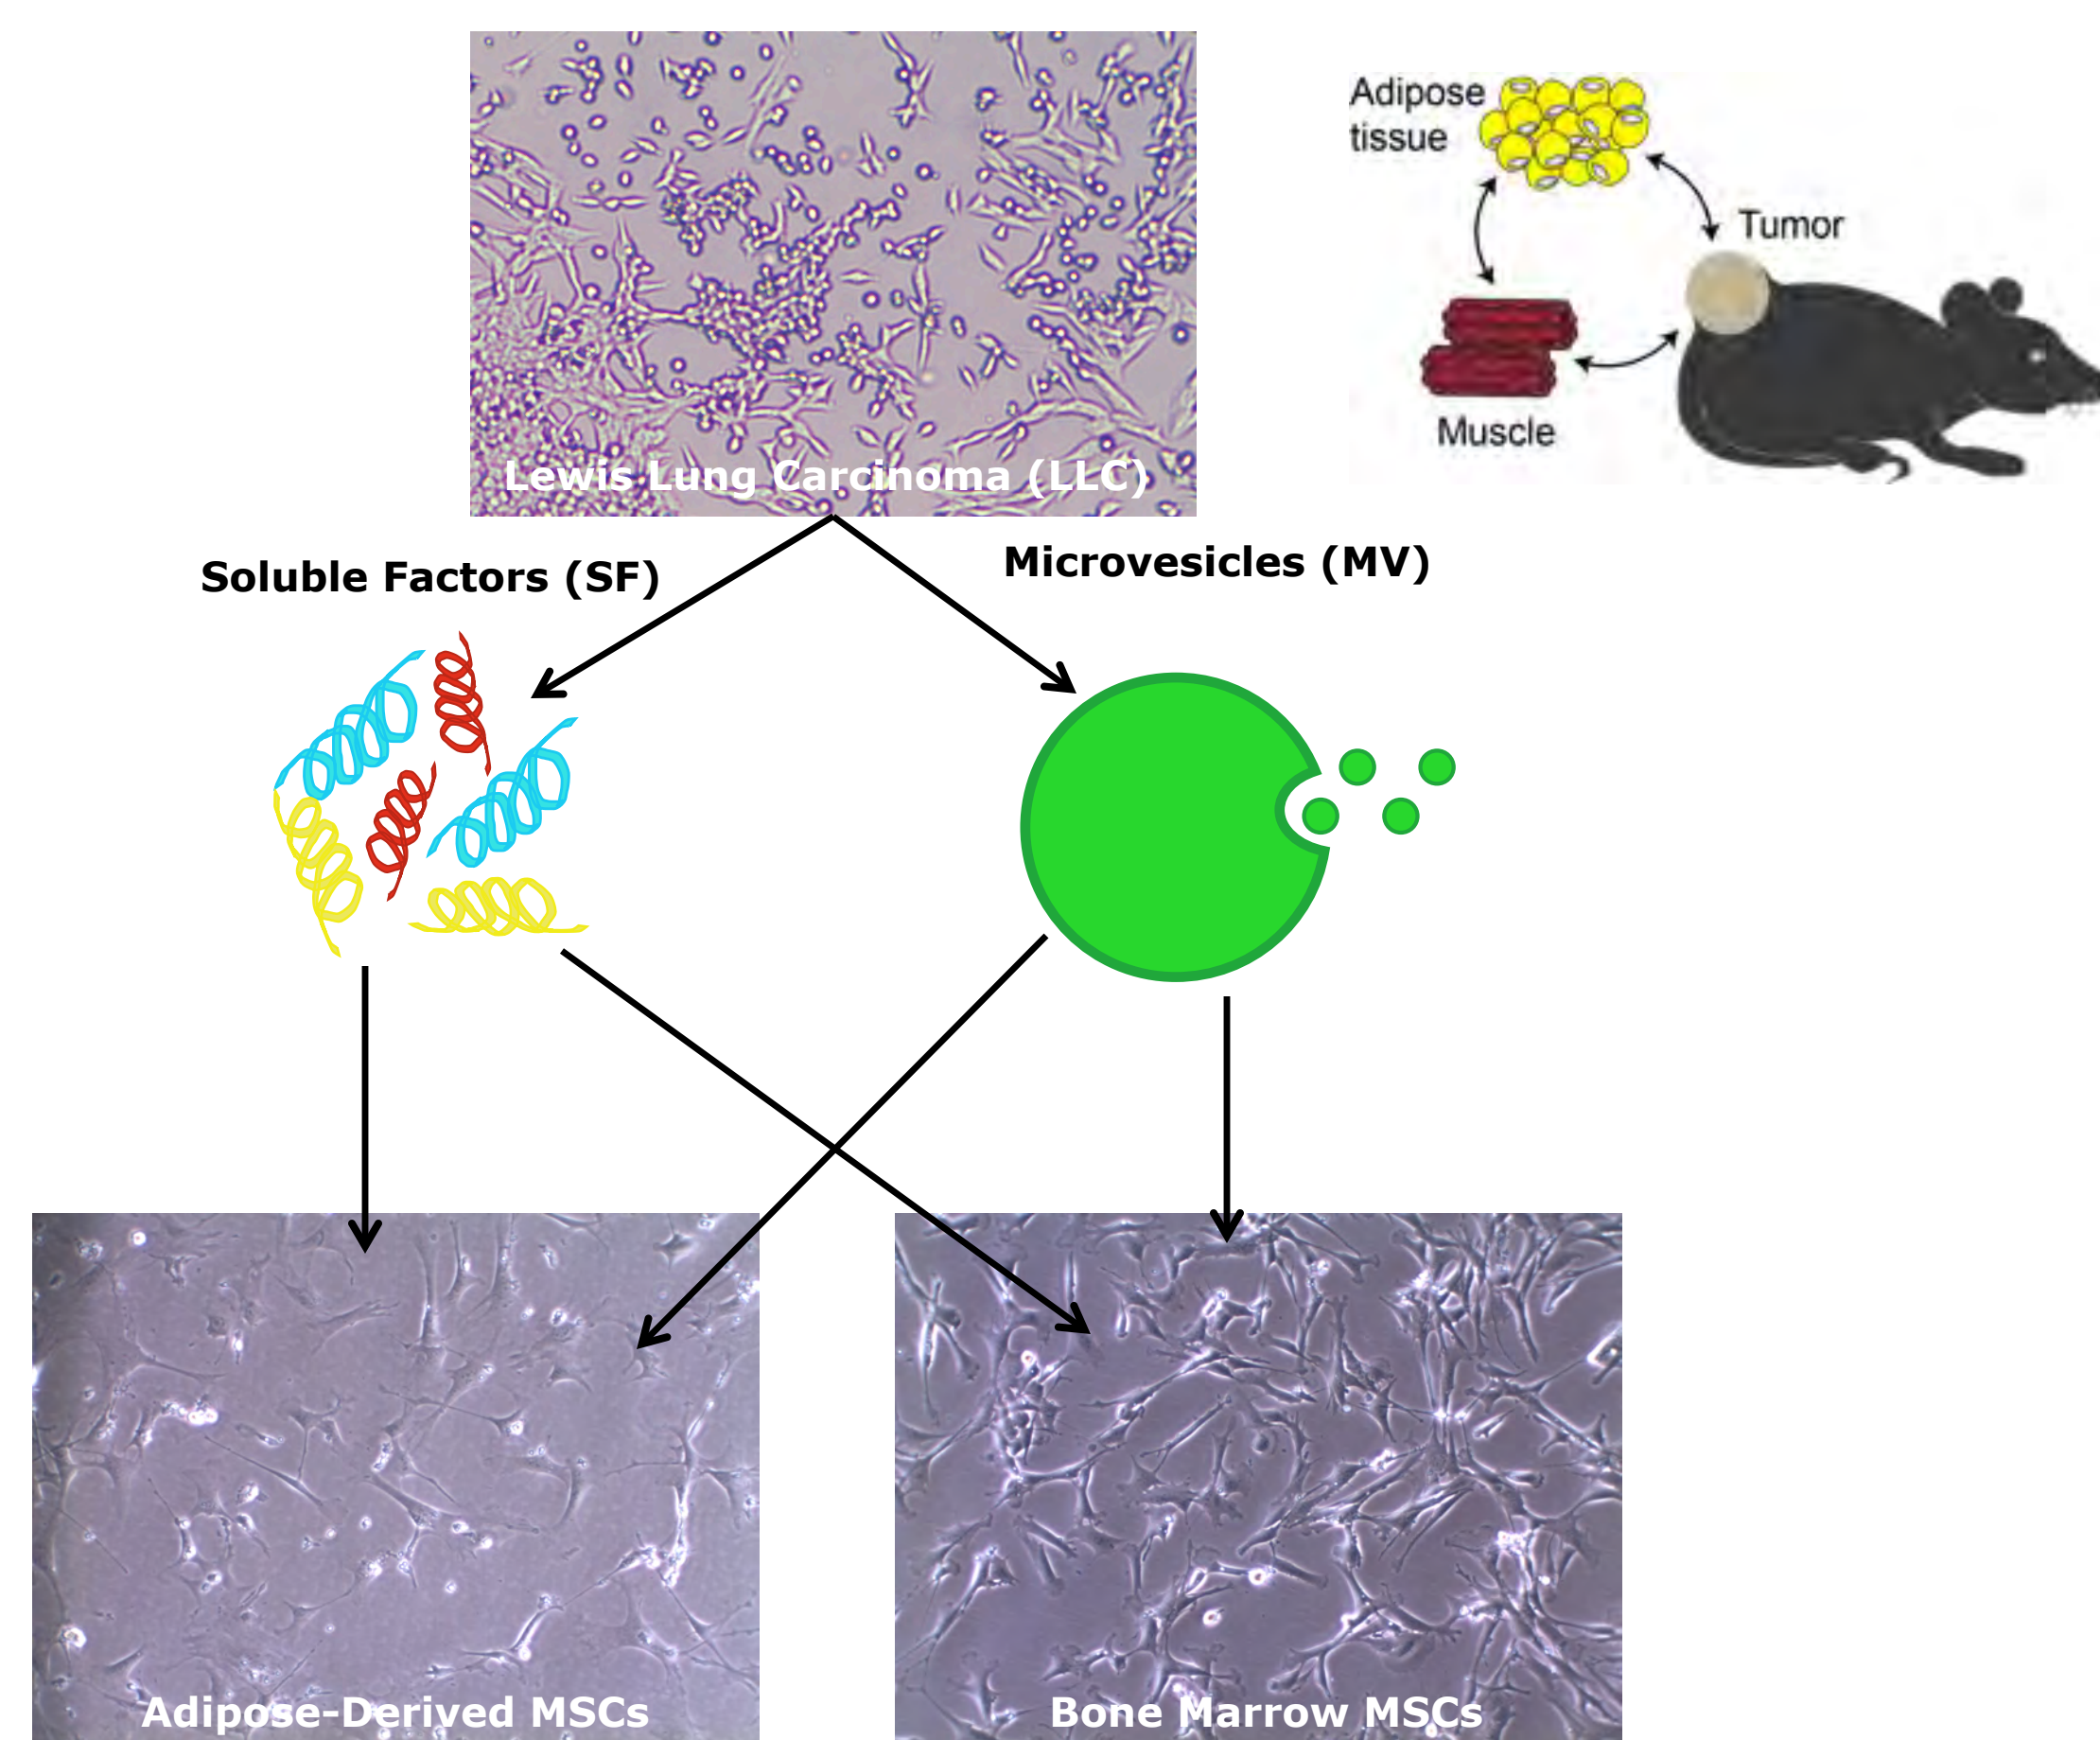 Adipose
tissue
Tumor
Muscle
Lewis Lung Carcinoma (LLC)
Soluble Factors (SF)
Microvesicles (MV)
Adipose-Derived MSCs
Bone Marrow MSCs